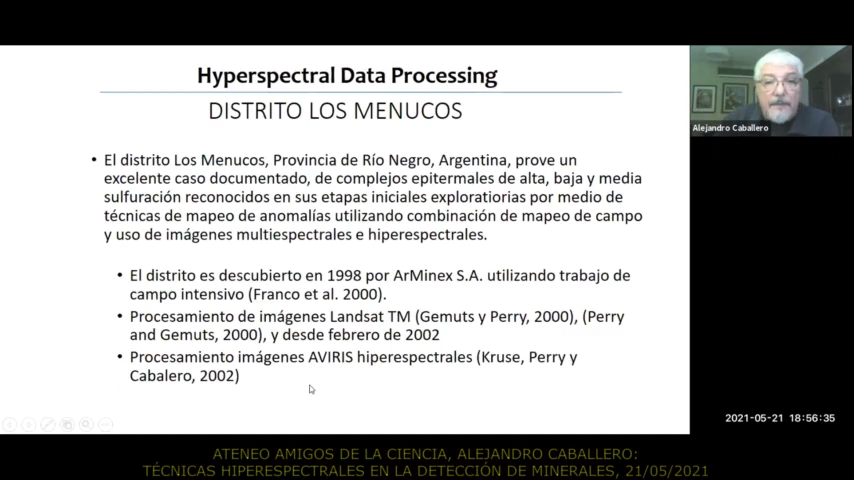 Hyperspectral Data Processing
DISTRITO LOS MENUCOS
• El distrito Los Menucos, Provincia de Río Negro, Argentina, prove un
excelente caso documentado, de complejos epitermales de alta, baja y media
sulfuración reconocidos en sus etapas iniciales exploratiorias por medio de
técnicas de mapeo de anomalías utilizando combinación de mapeo de campo
y uso de imágenes multiespectrales e hiperespectrales.
• El distrito es descubierto en 1998 por ArMinex S.A. utilizando trabajo de
campo intensivo (Franco et al. 2000).
• Procesamiento de imágenes Landsat TM (Gemuts y Perry, 2000), (Perry
and Gemuts, 2000), y desde febrero de 2002
• Procesamiento imágenes AVIRIS hiperespectrales (Kruse, Perry y
Cabalero, 2002)
Alejandro Caballero
2021-05-21 18:56:35
ATENEO AMIGOS DE LA CIENCIA, ALEJANDRO CABALLERO:
TÉCNICAS HIPERESPECTRALES EN LA DETECCIÓN DE MINERALES, 21/05/2021